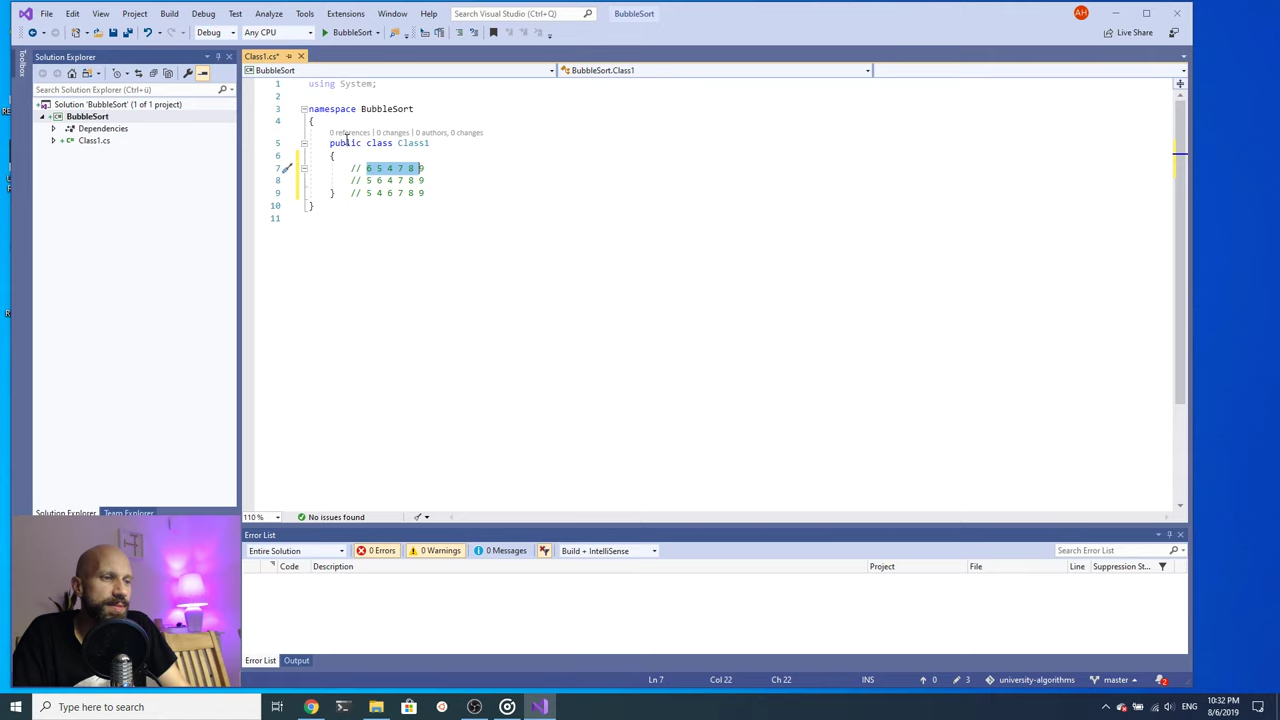 File Edit View Project Build Debug Test Analyze Tools Extensions Window Help Search Visual Studio (Ctrl+Q) BubbleSort AH
Debug Any CPU BubbleSort Live Share
Toolbox
Solution Explorer
Search Solution Explorer (Ctrl+ü)
Solution 'BubbleSort' (1 of 1 project)
BubbleSort
Dependencies
Class1.cs
Solution Explorer Team Explorer
Class1.cs*
BubbleSort BubbleSort.Class1
1 using System;
2
3 namespace BubbleSort
4 {
0 references | 0 changes | 0 authors, 0 changes
5 public class Class1
6 {
7 // 6 5 4 7 8 9
8 // 5 6 4 7 8 9
9 } // 5 4 6 7 8 9
10 }
11
110 % No issues found
Error List
Entire Solution 0 Errors 0 Warnings 0 Messages Build + IntelliSense Search Error List
Code Description Project File Line Suppression St...
Error List Output
Ln 7 Col 22 Ch 22 INS 0 3 university-algorithms master 2
Type here to search ENG 10:32 PM
8/6/2019